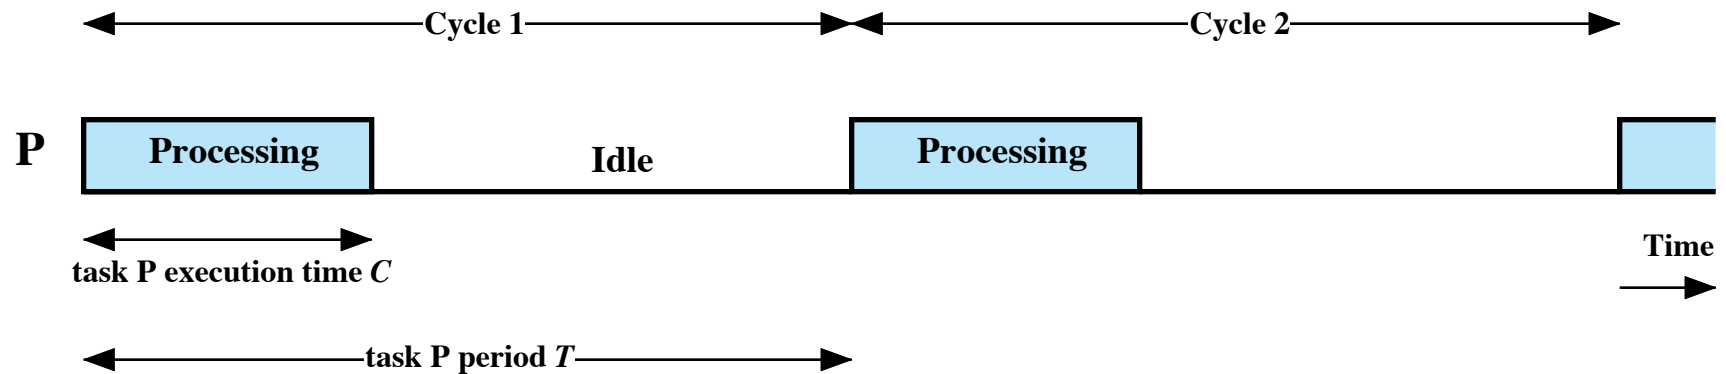 Cycle 1
Cycle 2
P
Processing
Idle
Processing
Time
task P execution time C
task P period T